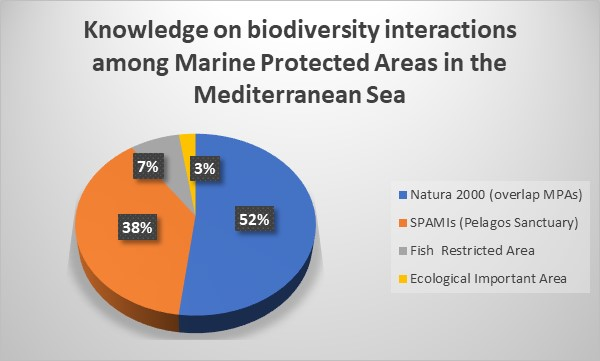 Knowledge on biodiversity interactions
among Marine Protected Areas in the
Mediterranean Sea
7%
3%
38%
52%
Natura 2000 (overlap MPAs)
SPAMIs (Pelagos Sanctuary)
Fish  Restricted Area
Ecological Important Area